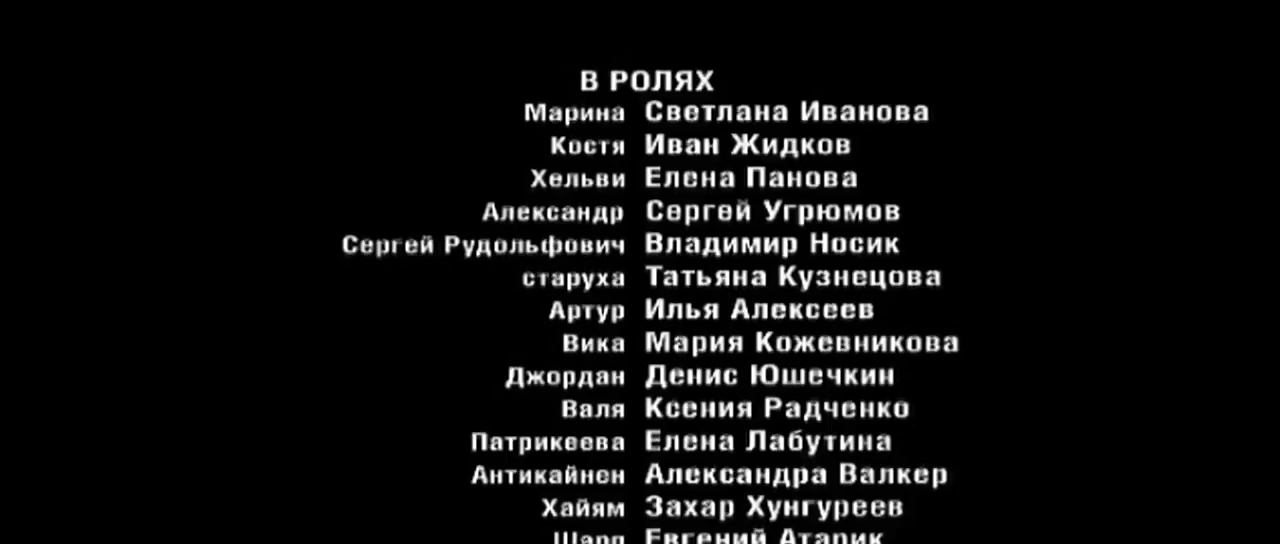 В РОЛЯХ
Марина Светлана Иванова
Костя Иван Жидков
Хельви Елена Панова
Александр Сергей Угрюмов
Сергей Рудольфович Владимир Носик
старуха Татьяна Кузнецова
Артур Илья Алексеев
Вика Мария Кожевникова
Джордан Денис Юшечкин
Валя Ксения Радченко
Патрикеева Елена Лабутина
Антикайнен Александра Валкер
Хайям Захар Хунгуреев
Евгений Атарик